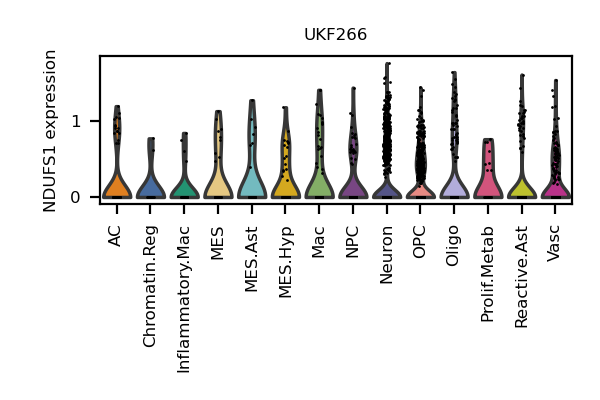 UKF266
NDUFS1 expression
1
0
AC
Chromatin.Reg
Inflammatory.Mac
MES
MES.Ast
MES.Hyp
Mac
NPC
Neuron
OPC
Oligo
Prolif.Metab
Reactive.Ast
Vasc